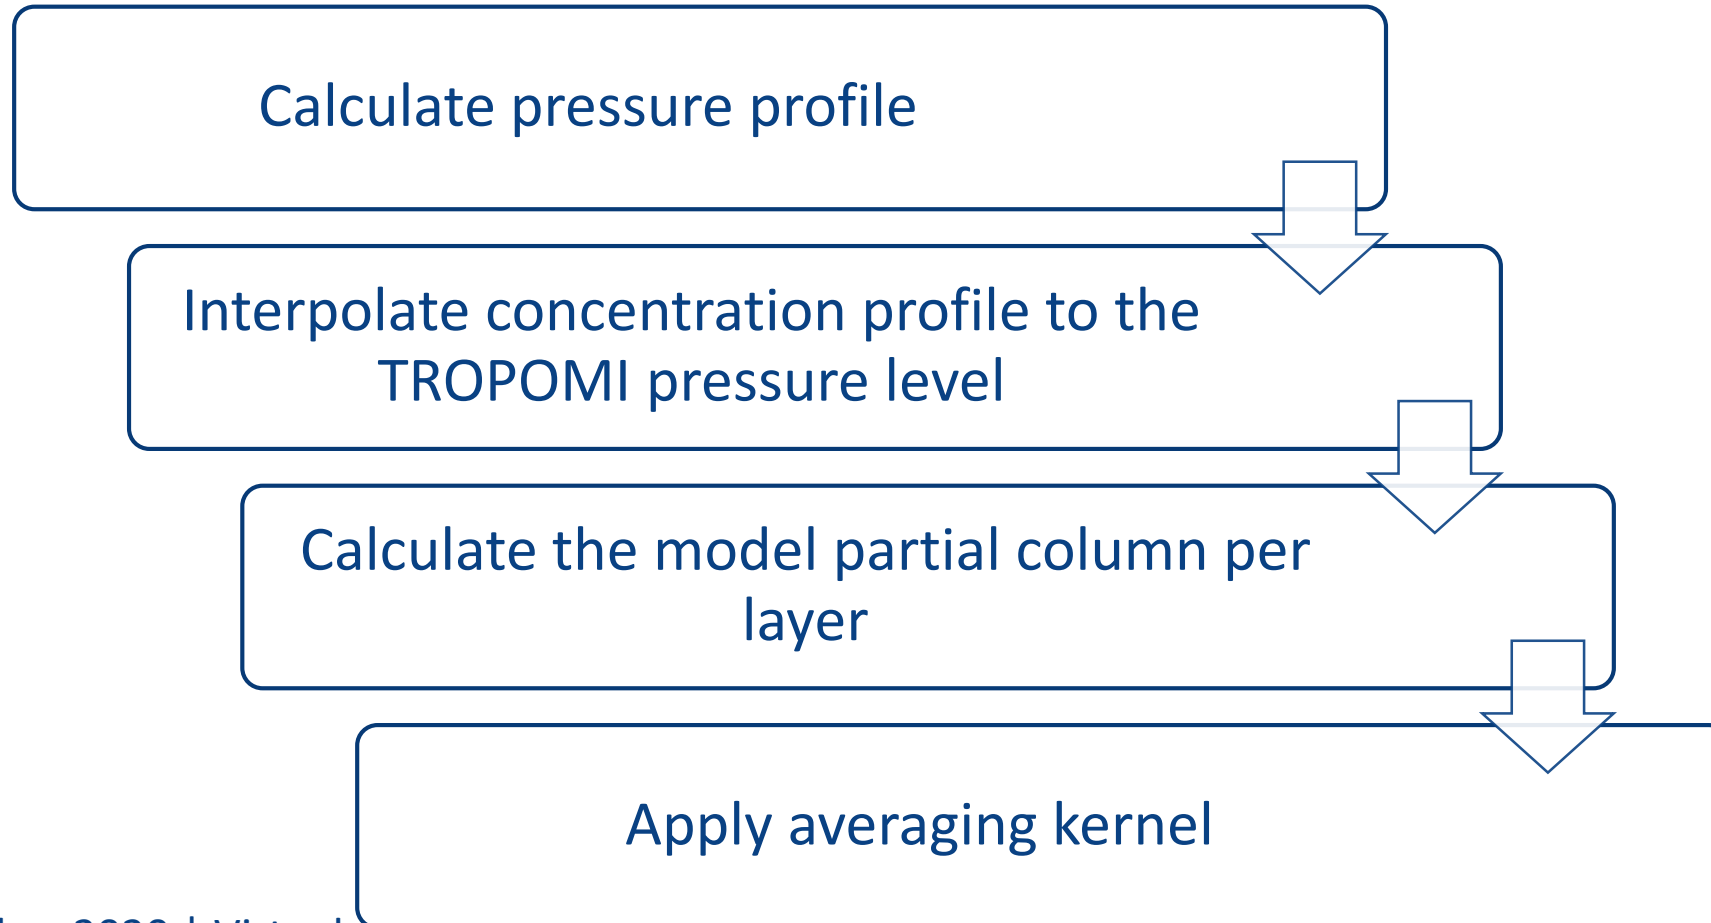 Calculate pressure profile
Interpolate concentration profile to the
TROPOMI pressure level
Calculate the model partial column per
layer
Apply averaging kernel